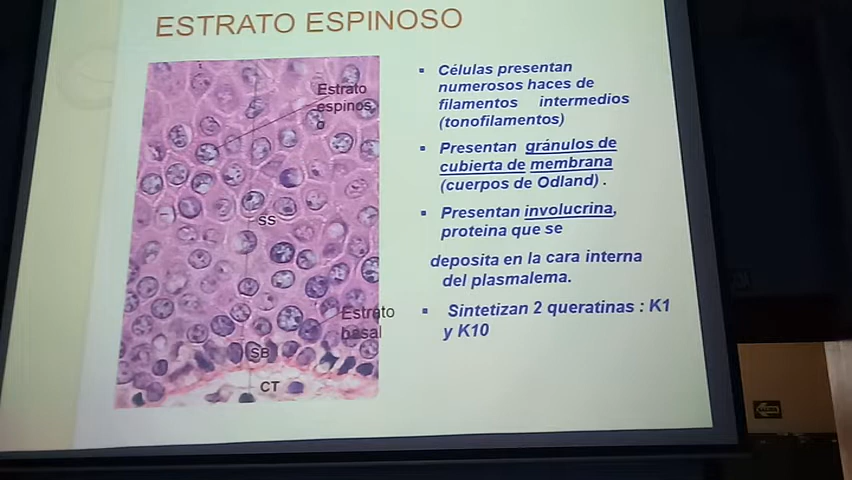 ESTRATO ESPINOSO
Células presentan
numerosos haces de
filamentos intermedios
(tonofilamentos)
Presentan gránulos de
cubierta de membrana
(cuerpos de Odland) .
Presentan involucrina,
proteina que se
deposita en la cara interna
del plasmalema.
Sintetizan 2 queratinas : K1
y K10
Estrato
espinos
o
SS
Estrato
basal
SB
CT
SALIDA